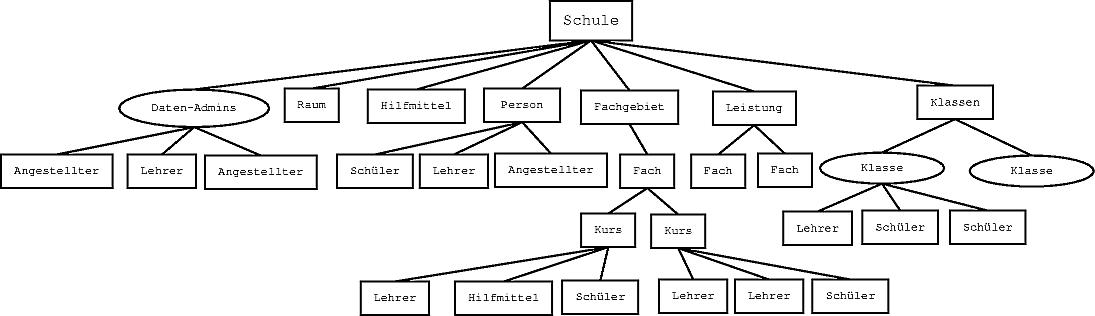 Schule
Daten-Admins
Raum
Hilfmittel
Person
Fachgebiet
Leistung
Klassen
Angestellter
Lehrer
Angestellter
Schüler
Lehrer
Angestellter
Fach
Fach
Fach
Klasse
Klasse
Kurs
Kurs
Lehrer
Schüler
Schüler
Lehrer
Hilfmittel
Schüler
Lehrer
Lehrer
Schüler